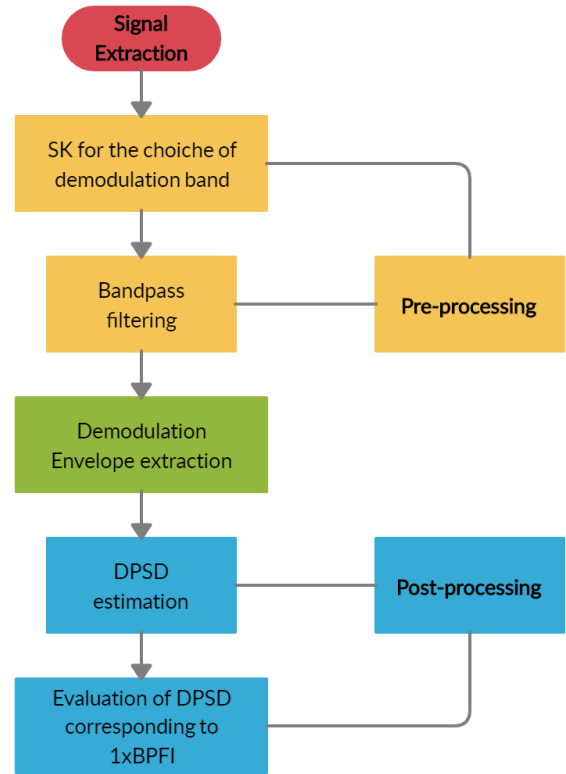 Signal
Extraction
SK for the choiche of
demodulation band
Bandpass
filtering
Pre-processing
Demodulation
Envelope extraction
DPSD
estimation
Post-processing
Evaluation of DPSD
corresponding to
1xBPFI